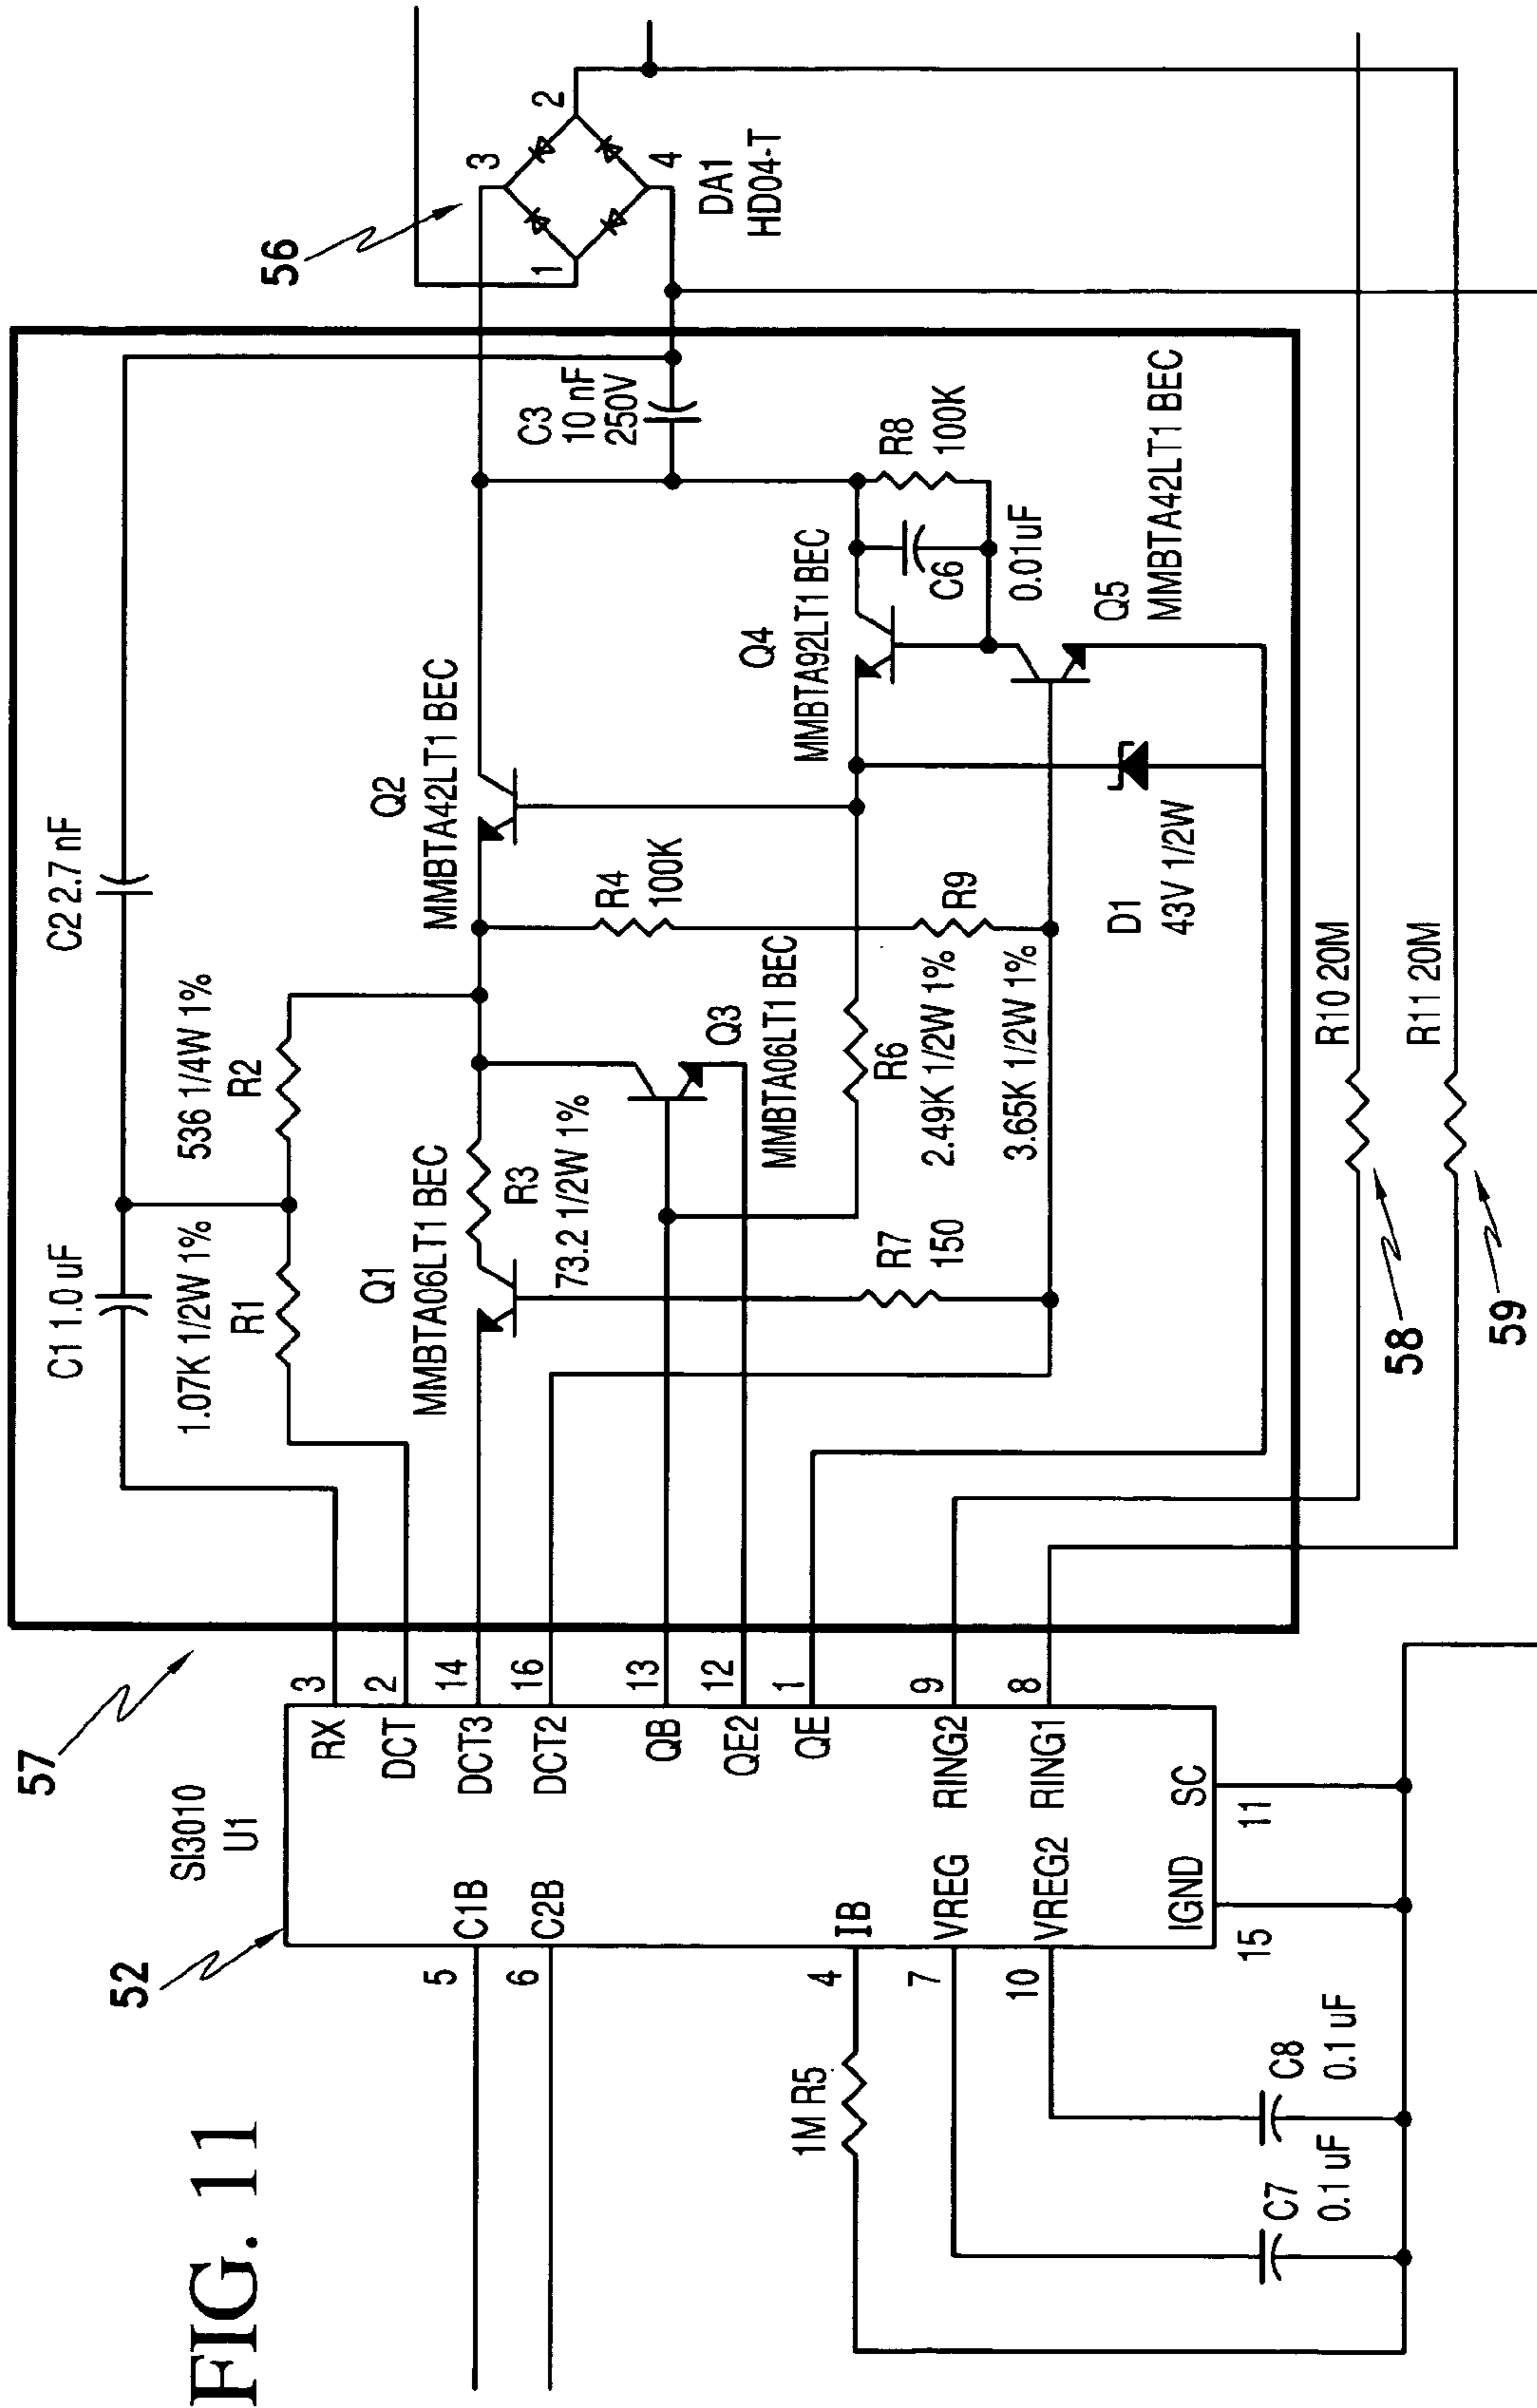 FIG. 11
57
52
SI3010
U1
C1B
C2B
IB
VREG
VREG2
IGND
SC
RX
DCT
DCT3
DCT2
QB
QE2
QE
RING2
RING1
5
6
4
7
10
15
11
3
2
14
16
13
12
1
9
8
1M R5
C7
0.1 uF
C8
0.1 uF
C1 1.0 uF
C2 2.7 nF
1.07K 1/2W 1%
R1
536 1/4W 1%
R2
Q1
MMBTA06LT1 BEC
R3
73.2 1/2W 1%
Q2
MMBTA42LT1 BEC
Q3
MMBTA06LT1 BEC
R4
100K
R6
2.49K 1/2W 1%
R9
3.65K 1/2W 1%
R7
150
Q4
MMBTA92LT1 BEC
C3
10 nF
250V
R8
100K
C6
0.01uF
Q5
MMBTA42LT1 BEC
D1
43V 1/2W
56
1
2
3
4
DA1
HD04-T
R10 20M
R11 20M
58
59